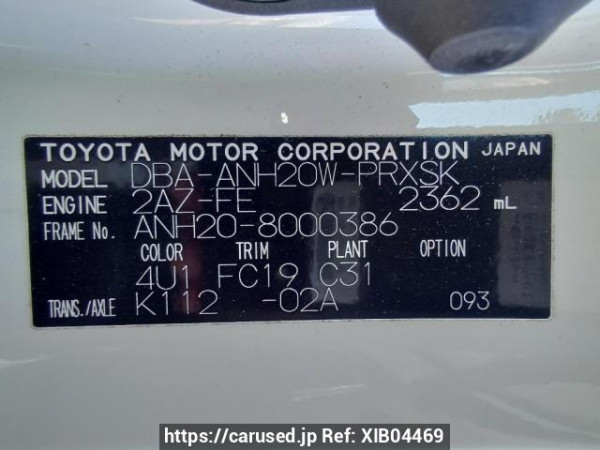 TOYOTA MOTOR CORPORATION JAPAN
MODEL DBA-ANH20W-PRXSK
ENGINE 2AZ-FE 2362 mL
FRAME No. ANH20-8000386
COLOR TRIM PLANT OPTION
4U1 FC19 C31
TRANS./AXLE K112 -02A 093
https://carused.jp Ref: XIB04469